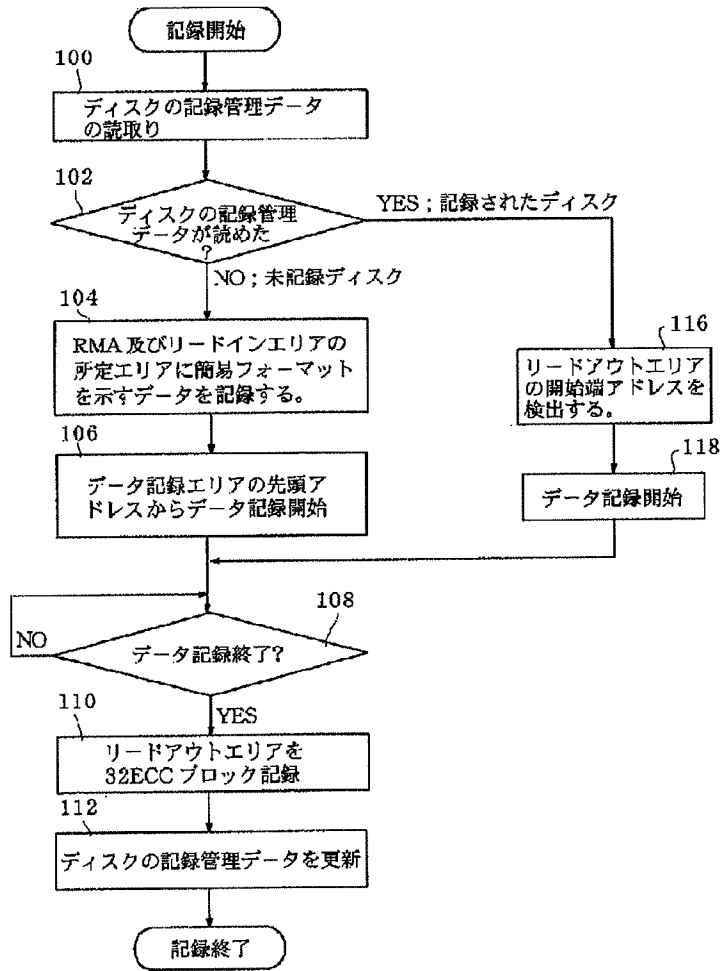 記録開始
100
ディスクの記録管理データ
の読取り
102
ディスクの記録管理
データが読めた
?
YES;記録されたディスク
NO;未記録ディスク
104
RMA及びリードインエリアの
所定エリアに簡易フォーマット
を示すデータを記録する。
116
リードアウトエリア
の開始端アドレスを
検出する。
106
データ記録エリアの先頭ア
ドレスからデータ記録開始
118
データ記録開始
108
データ記録終了?
NO
YES
110
リードアウトエリアを
32ECCブロック記録
112
ディスクの記録管理データを更新
記録終了